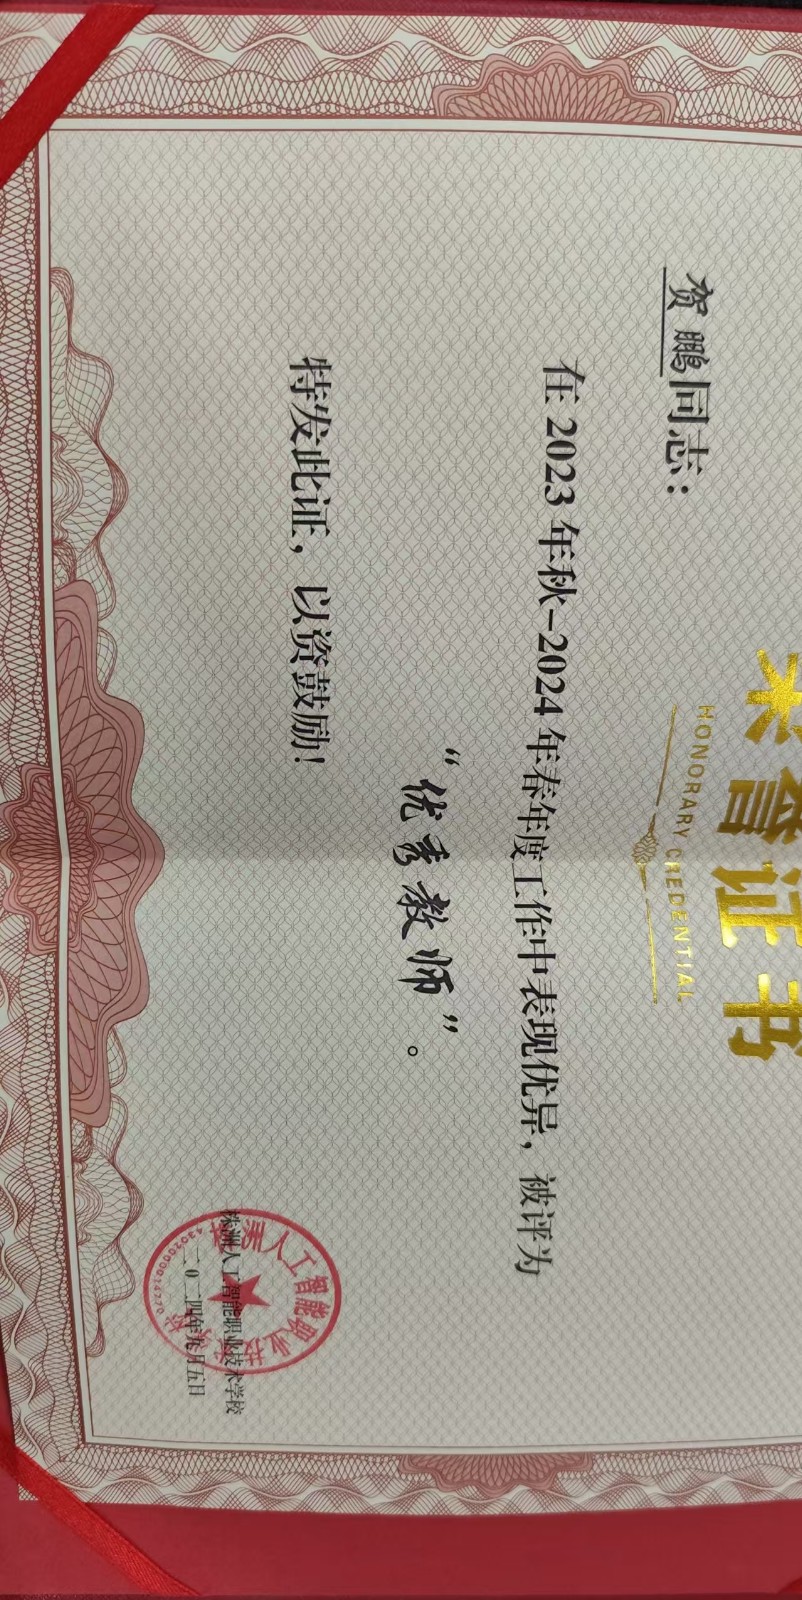 荣誉证书
HONORARY CREDENTIAL
贺鹏同志：
在2023年秋-2024年春年度工作中表现优异，被评为
“优秀教师”。
特发此证，以资鼓励！
株洲人工智能职业技术学校
二〇二四年九月五日